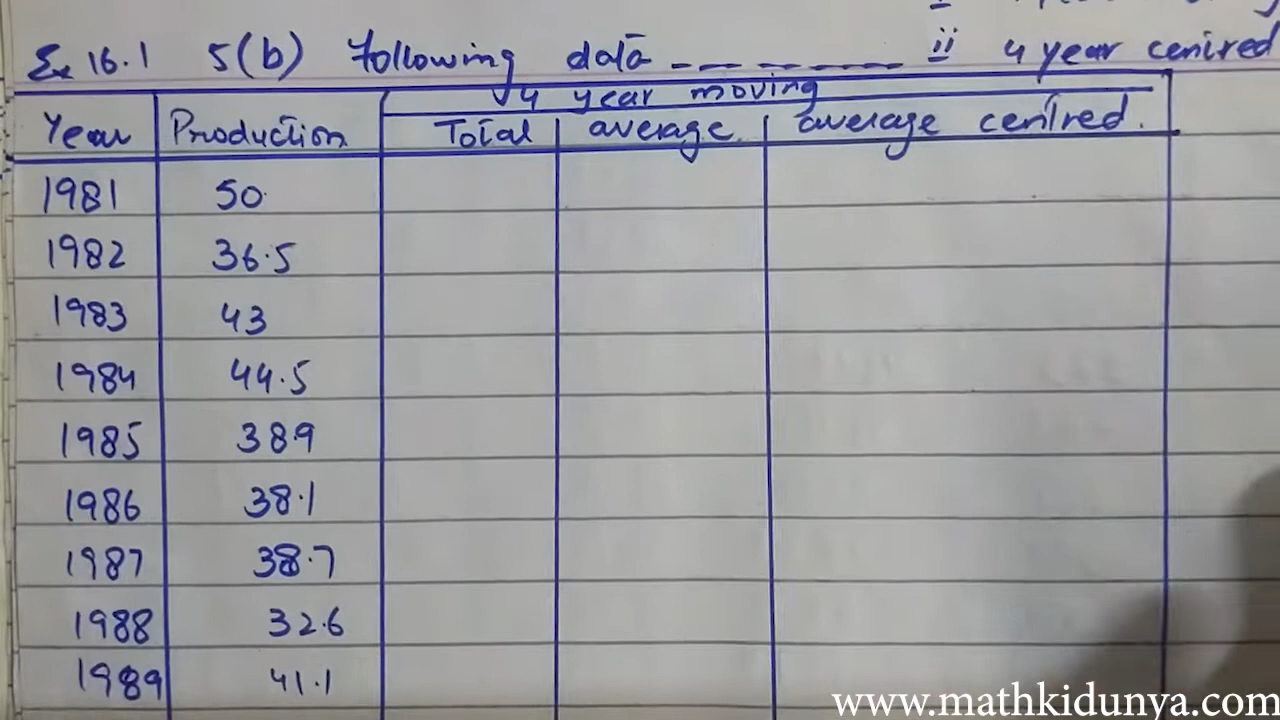 Ex 16.1 5(b) Following data _ _ _ _ _ _ _ ii 4 year centred
4 year moving
Year Production Total average average centred.
1981 50
1982 36.5
1983 43
1984 44.5
1985 38.9
1986 38.1
1987 38.7
1988 32.6
1989 41.1
www.mathkidunya.com